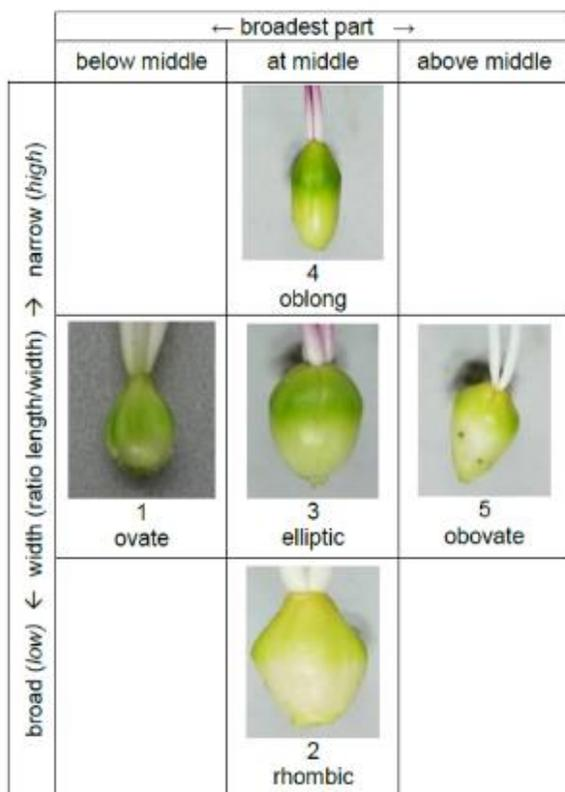 ← broadest part →
below middle at middle above middle
broad (low) ← width (ratio length/width) → narrow (high)
4
oblong
1 3 5
ovate elliptic obovate
2
rhombic